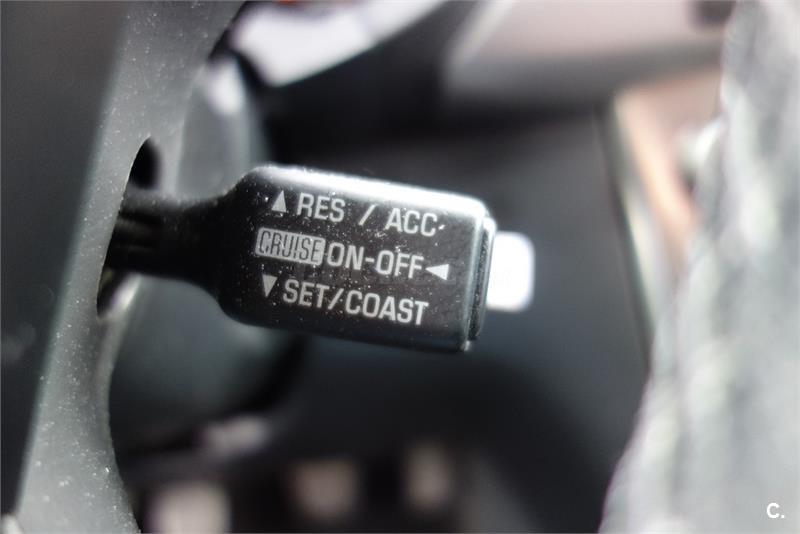 ▲ RES / ACC
CRUISE ON-OFF ◄
▼ SET/COAST
C.